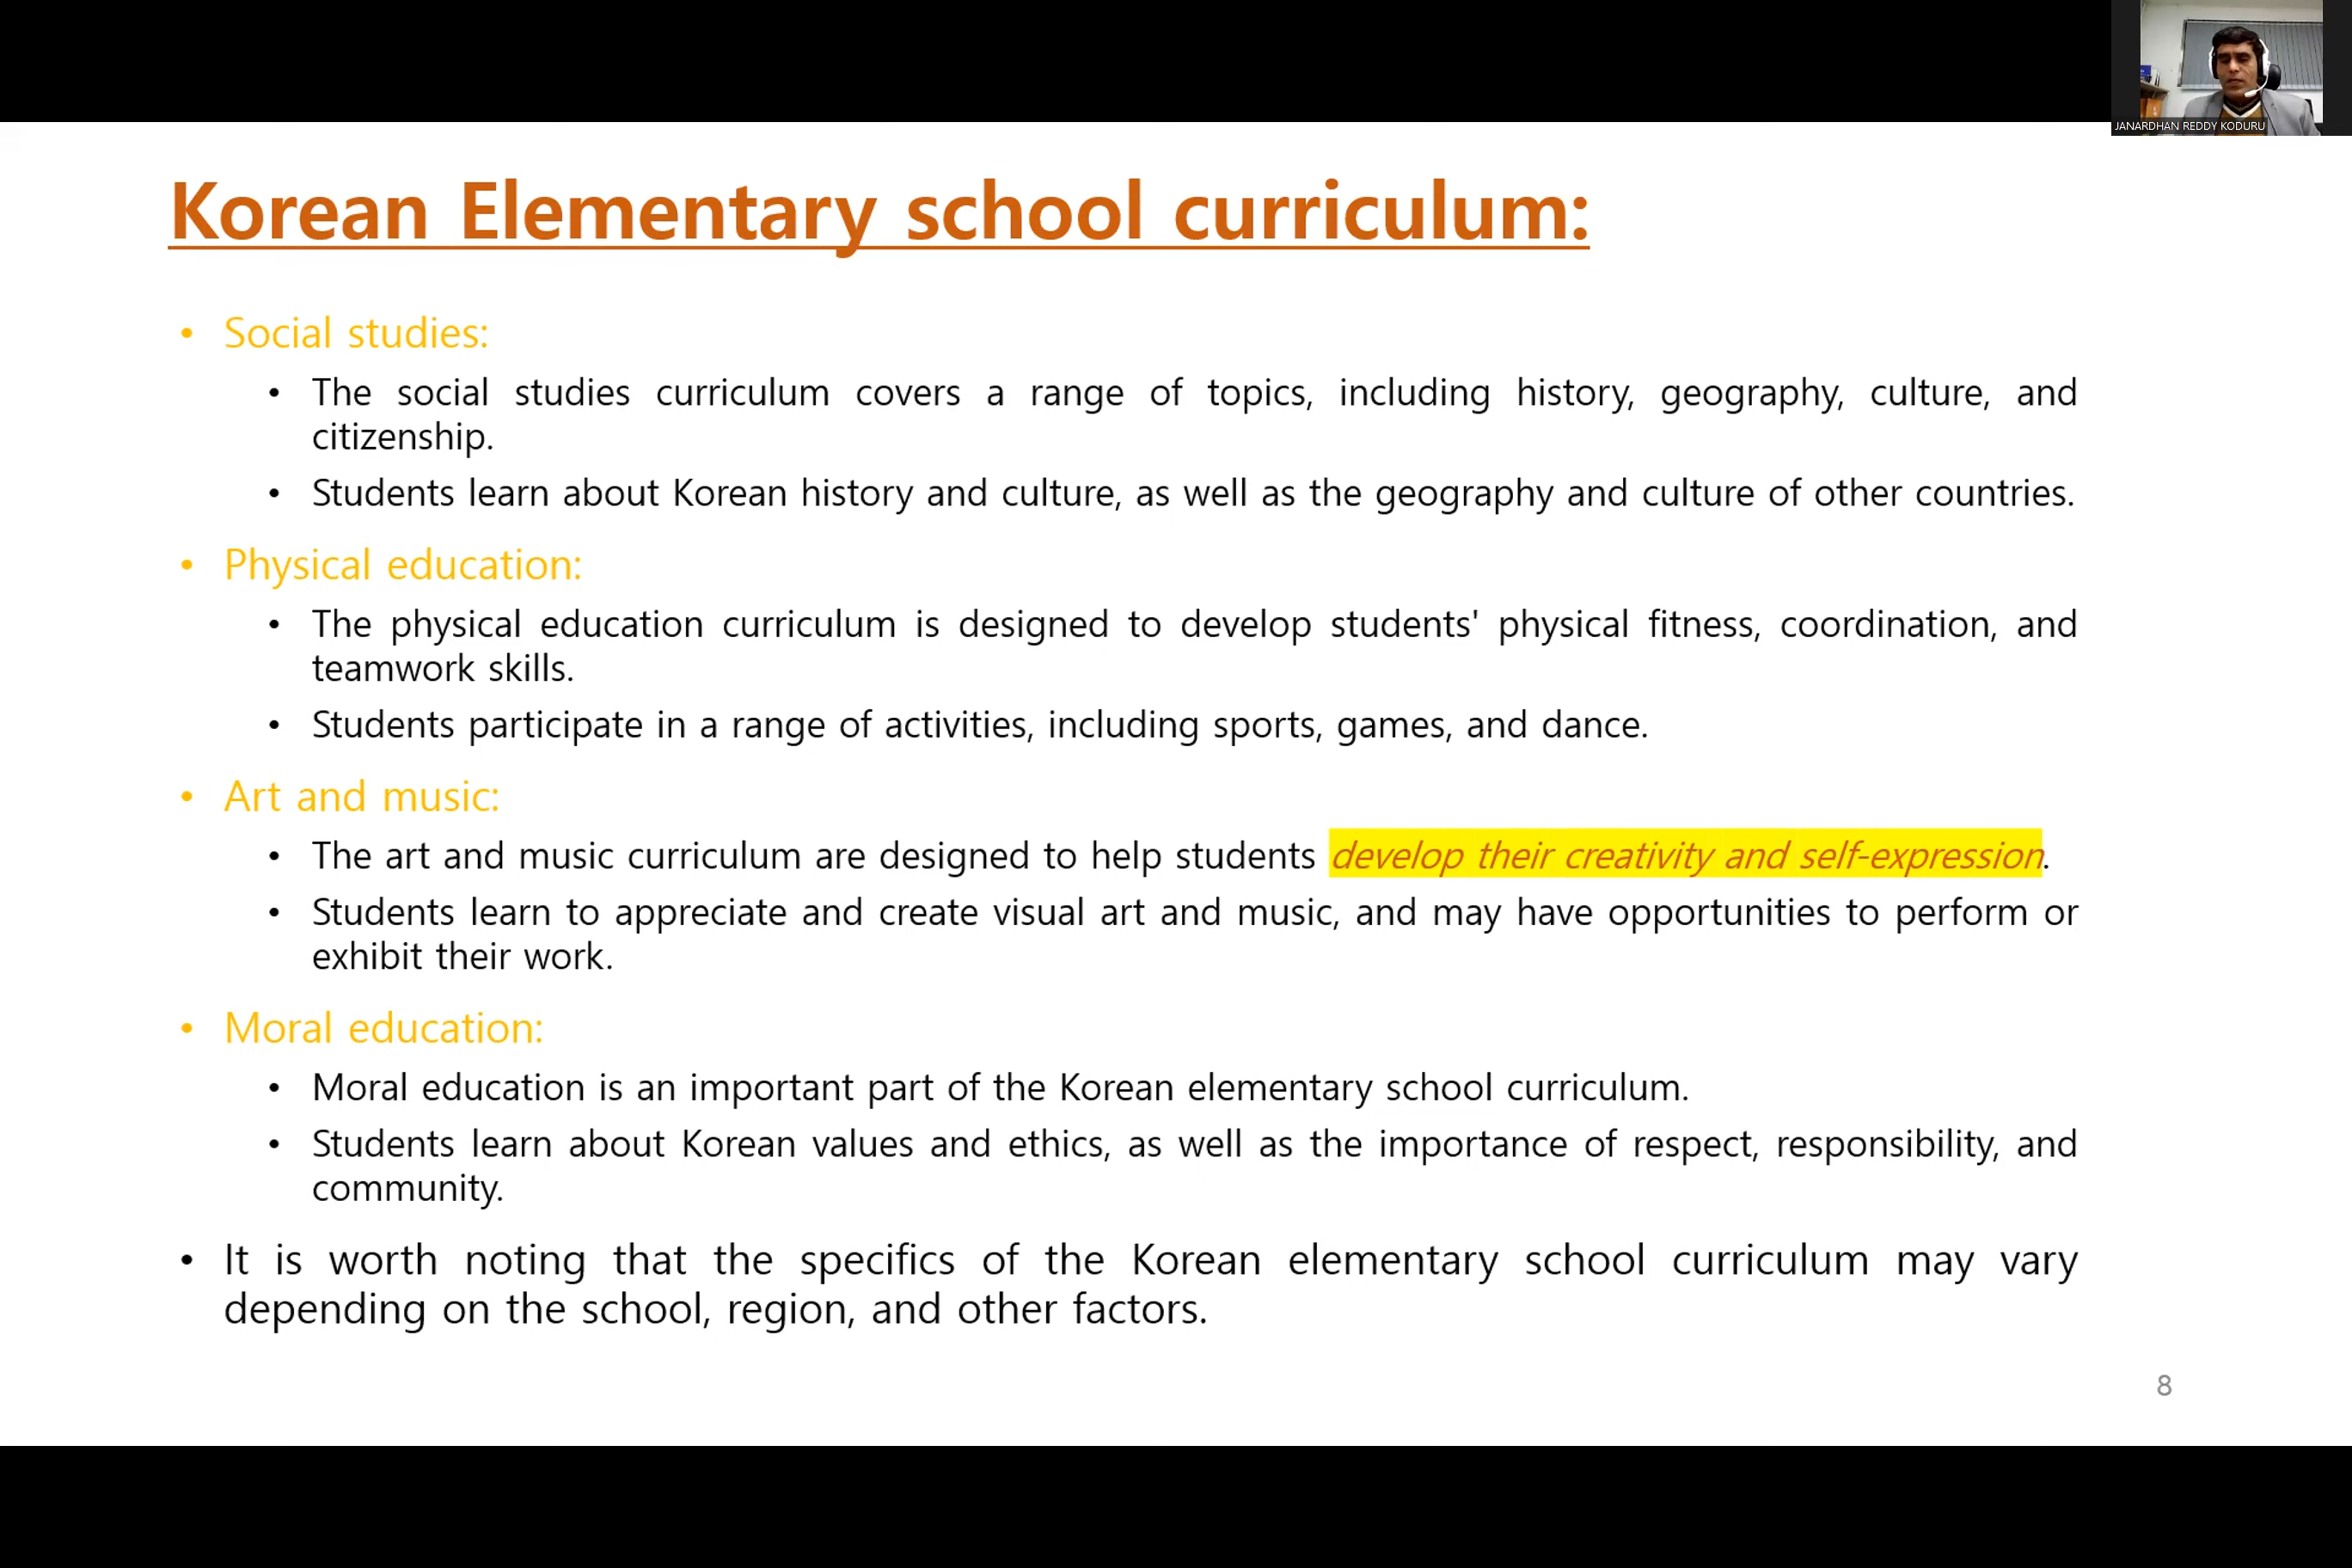 JANARDHAN REDDY KODURU
Korean Elementary school curriculum:
• Social studies:
• The social studies curriculum covers a range of topics, including history, geography, culture, and
citizenship.
• Students learn about Korean history and culture, as well as the geography and culture of other countries.
• Physical education:
• The physical education curriculum is designed to develop students' physical fitness, coordination, and
teamwork skills.
• Students participate in a range of activities, including sports, games, and dance.
• Art and music:
• The art and music curriculum are designed to help students develop their creativity and self-expression.
• Students learn to appreciate and create visual art and music, and may have opportunities to perform or
exhibit their work.
• Moral education:
• Moral education is an important part of the Korean elementary school curriculum.
• Students learn about Korean values and ethics, as well as the importance of respect, responsibility, and
community.
• It is worth noting that the specifics of the Korean elementary school curriculum may vary
depending on the school, region, and other factors.
8